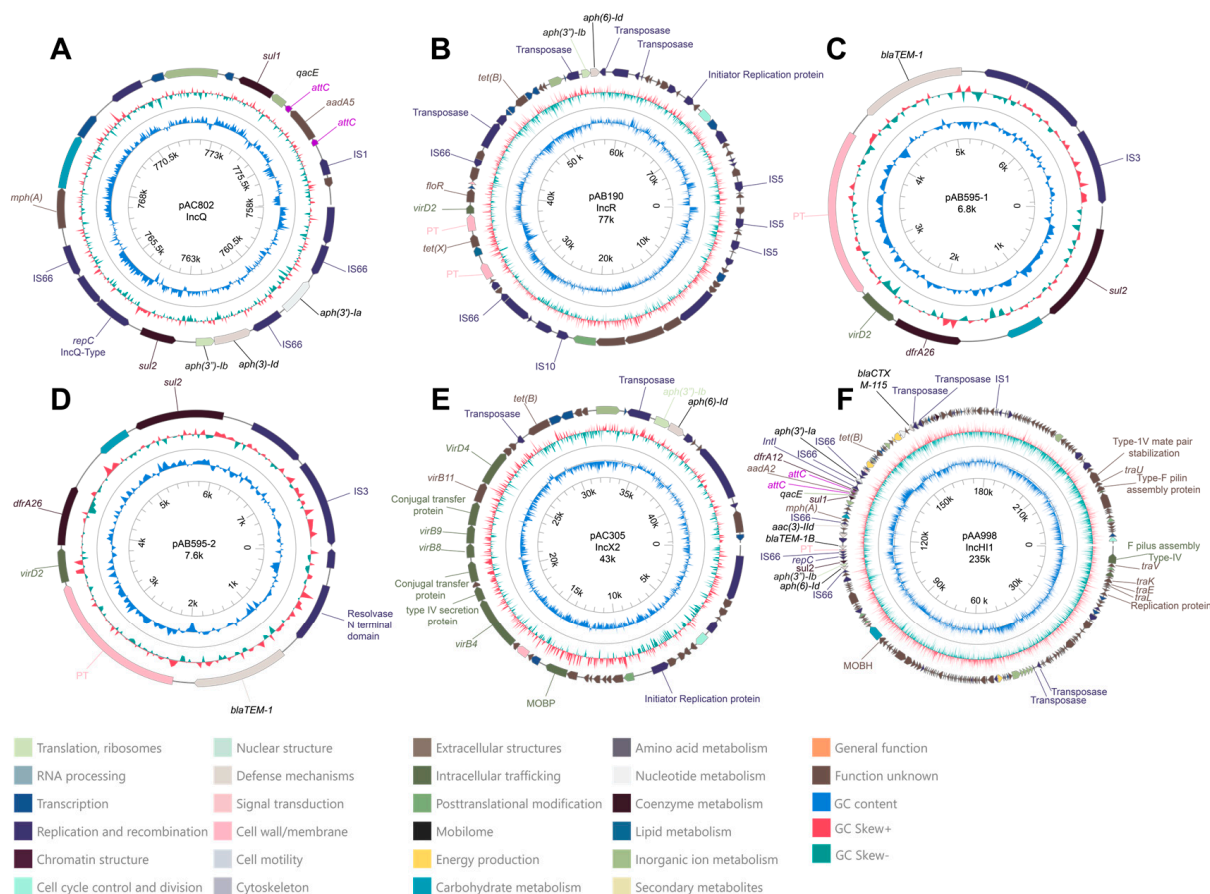 A
sul1
qacE
attC
aadA5
attC
IS1
IS66
aph(3')-Ia
IS66
aph(3)-Id
aph(3")-Ib
sul2
repC
IncQ-Type
IS66
mph(A)
pAC802
IncQ
758k
760.5k
763k
765.5k
768k
770.5k
773k
775.5k
B
aph(6)-Id
aph(3")-Ib
Transposase
Transposase
Transposase
Initiator Replication protein
IS5
IS5
IS5
IS10
IS66
PT
tet(X)
PT
virD2
floR
IS66
Transposase
tet(B)
pAB190
IncR
77k
0
10k
20k
30k
40k
50 k
60k
70k
C
blaTEM-1
IS3
sul2
dfrA26
virD2
PT
pAB595-1
6.8k
0
1k
2k
3k
4k
5k
6k
D
sul2
IS3
Resolvase
N terminal
domain
blaTEM-1
PT
virD2
dfrA26
pAB595-2
7.6k
0
1k
2k
3k
4k
5k
6k
7k
E
Transposase
aph(3")-Ib
aph(6)-Id
Initiator Replication protein
MOBP
virB4
type IV secretion
protein
Conjugal transfer
protein
virB8
virB9
Conjugal transfer
protein
virB11
VirD4
Transposase
tet(B)
pAC305
IncX2
43k
0
5k
10k
15k
20k
25k
30k
35k
40k
F
blaCTX
M-115
Transposase
Transposase
IS1
Type-1V mate pair
stabilization
traU
Type-F pilin
assembly protein
F pilus assembly
Type-IV
traV
traK
traE
traL
Replication protein
Transposase
Transposase
MOBH
tet(B)
aph(3')-Ia
IS66
IntI
IS66
dfrA12
aadA2
attC
attC
qacE
sul1
mph(A)
IS66
aac(3)-IId
blaTEM-1B
PT
IS66
repC
sul2
aph(3")-Ib
aph(6)-Id
IS66
pAA998
IncHI1
235k
0
30k
60 k
90k
120k
150k
180k
210k
Translation, ribosomes
RNA processing
Transcription
Replication and recombination
Chromatin structure
Cell cycle control and division
Nuclear structure
Defense mechanisms
Signal transduction
Cell wall/membrane
Cell motility
Cytoskeleton
Extracellular structures
Intracellular trafficking
Posttranslational modification
Mobilome
Energy production
Carbohydrate metabolism
Amino acid metabolism
Nucleotide metabolism
Coenzyme metabolism
Lipid metabolism
Inorganic ion metabolism
Secondary metabolites
General function
Function unknown
GC content
GC Skew+
GC Skew-